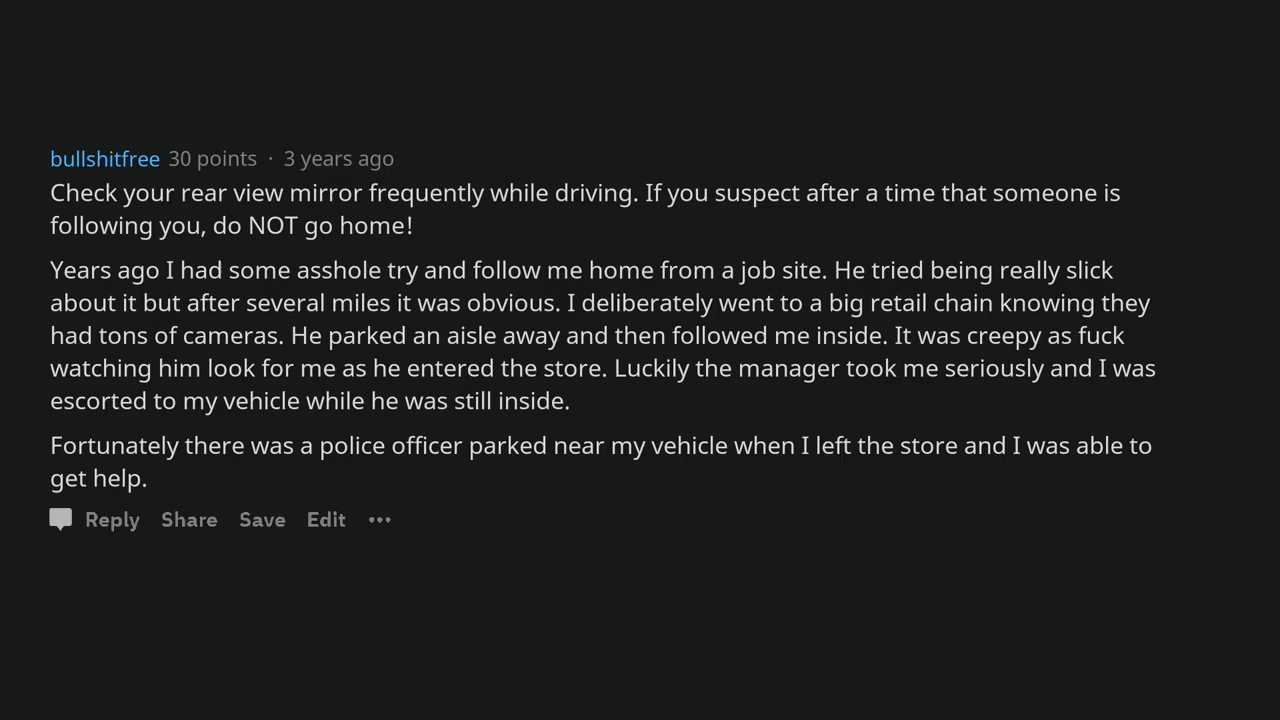 bullshitfree 30 points · 3 years ago
Check your rear view mirror frequently while driving. If you suspect after a time that someone is
following you, do NOT go home!
Years ago I had some asshole try and follow me home from a job site. He tried being really slick
about it but after several miles it was obvious. I deliberately went to a big retail chain knowing they
had tons of cameras. He parked an aisle away and then followed me inside. It was creepy as fuck
watching him look for me as he entered the store. Luckily the manager took me seriously and I was
escorted to my vehicle while he was still inside.
Fortunately there was a police officer parked near my vehicle when I left the store and I was able to
get help.
Reply Share Save Edit •••